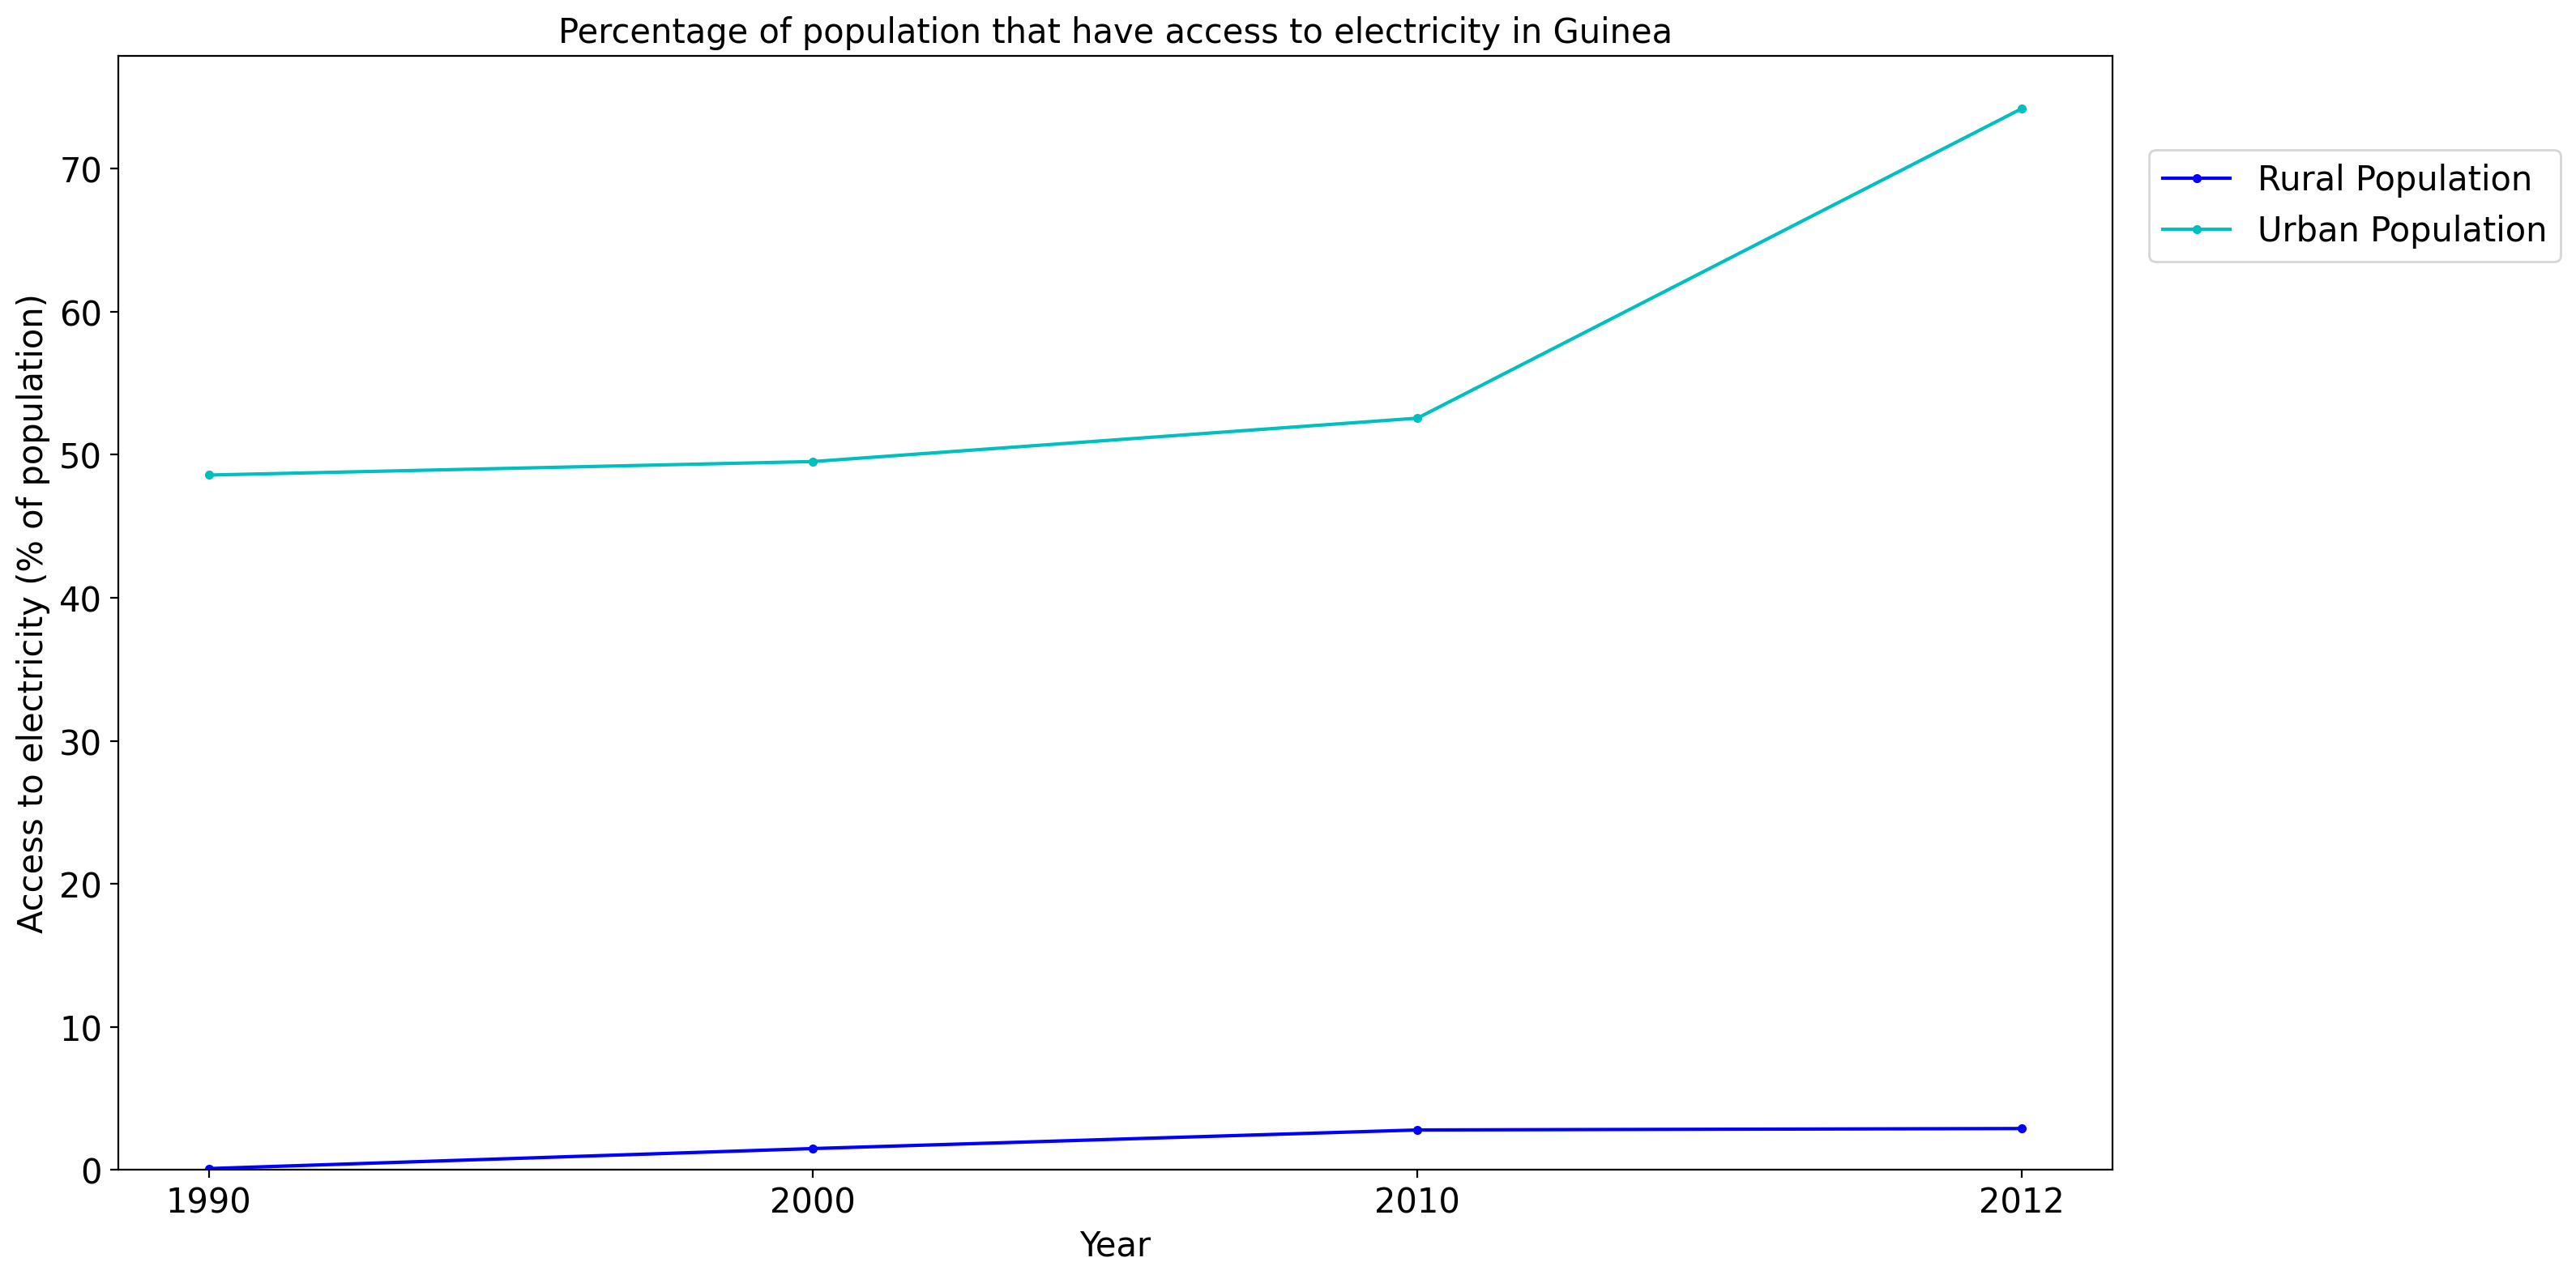 Percentage of population that have access to electricity in Guinea
Access to electricity (% of population)
70
60
50
40
30
20
10
0
1990 2000 2010 2012
Year
Rural Population
Urban Population